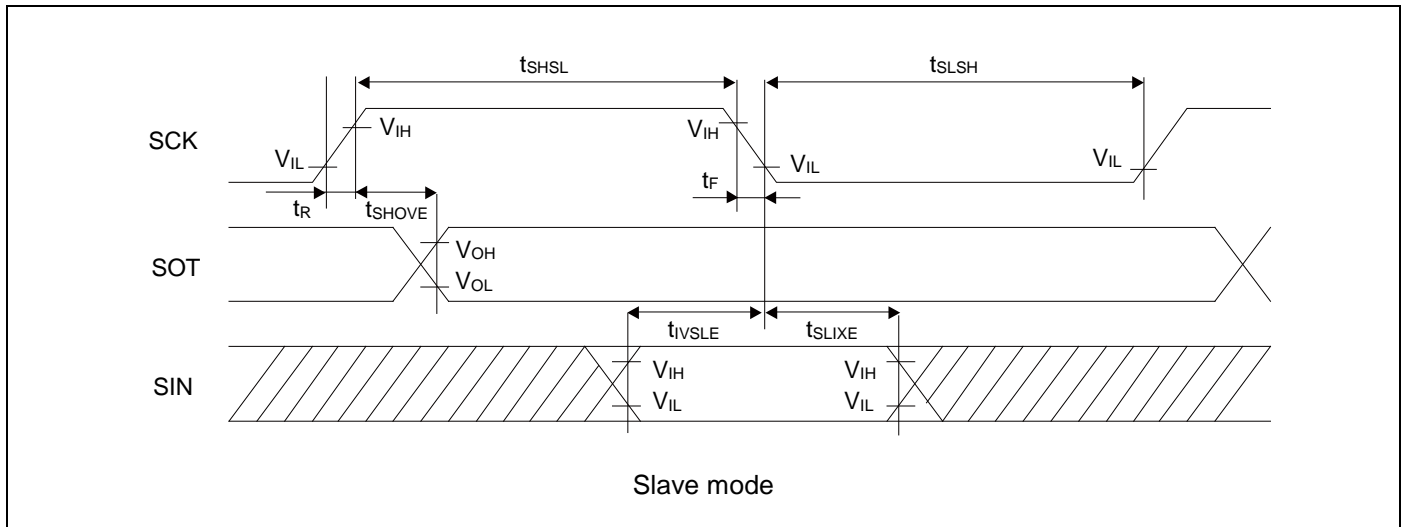 tSHSL
tSLSH
SCK
VIH
VIH
VIL
VIL
VIL
tF
tR
tSHOVE
SOT
VOH
VOL
tIVSLE
tSLIXE
SIN
VIH
VIH
VIL
VIL
Slave mode